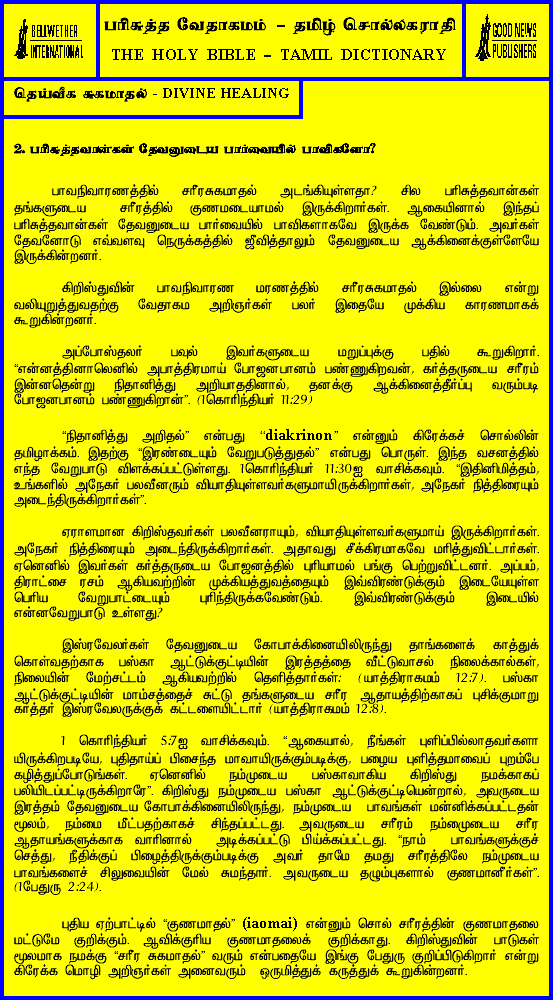 BELLWETHER
INTERNATIONAL
பரிசுத்த வேதாகமம் – தமிழ் சொல்லகராதி
THE HOLY BIBLE – TAMIL DICTIONARY
GOOD NEWS
PUBLISHERS
தெய்வீக சுகமாதல் - DIVINE HEALING
2. பரிசுத்தவான்கள் தேவனுடைய பார்வையில் பாவிகளோ?
பாவநிவாரணத்தில் சரீரசுகமாதல் அடங்கியுள்ளதா? சில பரிசுத்தவான்கள்
தங்களுடைய சரீரத்தில் குணமடையாமல் இருக்கிறார்கள். ஆகையினால் இந்தப்
பரிசுத்தவான்கள் தேவனுடைய பார்வையில் பாவிகளாகவே இருக்க வேண்டும். அவர்கள்
தேவனோடு எவ்வளவு நெருக்கத்தில் ஜீவித்தாலும் தேவனுடைய ஆக்கினைக்குள்ளேயே
இருக்கின்றனர்.
கிறிஸ்துவின் பாவநிவாரண மரணத்தில் சரீரசுகமாதல் இல்லை என்று
வலியுறுத்துவதற்கு வேதாகம அறிஞர்கள் பலர் இதையே முக்கிய காரணமாகக்
கூறுகின்றனர்.
அப்போஸ்தலர் பவுல் இவர்களுடைய மறுப்புக்கு பதில் கூறுகிறார்.
“என்னத்தினாலெனில் அபாத்திரமாய் போஜனபானம் பண்ணுகிறவன், கர்த்தருடைய சரீரம்
இன்னதென்று நிதானித்து அறியாததினால், தனக்கு ஆக்கினைத்தீர்ப்பு வரும்படி
போஜனபானம் பண்ணுகிறான்”. (1கொரிந்தியர் 11:29)
“நிதானித்து அறிதல்” என்பது “diakrinon” என்னும் கிரேக்கச் சொல்லின்
தமிழாக்கம். இதற்கு “இரண்டையும் வேறுபடுத்துதல்” என்பது பொருள். இந்த வசனத்தில்
எந்த வேறுபாடு விளக்கப்பட்டுள்ளது. 1கொரிந்தியர் 11:30ஐ வாசிக்கவும். “இதினிமித்தம்,
உங்களில் அநேகர் பலவீனரும் வியாதியுள்ளவர்களுமாயிருக்கிறார்கள், அநேகர் நித்திரையும்
அடைந்திருக்கிறார்கள்”.
ஏராளமான கிறிஸ்தவர்கள் பலவீனராயும், வியாதியுள்ளவர்களுமாய் இருக்கிறார்கள்.
அநேகர் நித்திரையும் அடைந்திருக்கிறார்கள். அதாவது சீக்கிரமாகவே மரித்துவிட்டார்கள்.
ஏனெனில் இவர்கள் கர்த்தருடைய போஜனத்தில் புரியாமல் பங்கு பெற்றுவிட்டனர். அப்பம்,
திராட்சை ரசம் ஆகியவற்றின் முக்கியத்துவத்தையும் இவ்விரண்டுக்கும் இடையேயுள்ள
பெரிய வேறுபாட்டையும் புரிந்திருக்கவேண்டும். இவ்விரண்டுக்கும் இடையில்
என்னவேறுபாடு உள்ளது?
இஸ்ரவேலர்கள் தேவனுடைய கோபாக்கினையிலிருந்து தாங்களைக் காத்துக்
கொள்வதற்காக பஸ்கா ஆட்டுக்குட்டியின் இரத்தத்தை வீட்டுவாசல் நிலைக்கால்கள்,
நிலையின் மேற்சட்டம் ஆகியவற்றில் தெளித்தார்கள்: (யாத்திராகமம் 12:7). பஸ்கா
ஆட்டுக்குட்டியின் மாம்சத்தைச் சுட்டு தங்களுடைய சரீர ஆதாயத்திற்காகப் புசிக்குமாறு
கர்த்தர் இஸ்ரவேலருக்குக் கட்டளையிட்டார் (யாத்திராகமம் 12:8).
1 கொரிந்தியர் 5:7ஐ வாசிக்கவும். “ஆகையால், நீங்கள் புளிப்பில்லாதவர்களா
யிருக்கிறபடியே, புதிதாய்ப் பிசைந்த மாவாயிருக்கும்படிக்கு, பழைய புளித்தமாவைப் புறம்பே
கழித்துப்போடுங்கள். ஏனெனில் நம்முடைய பஸ்காவாகிய கிறிஸ்து நமக்காகப்
பலியிடப்பட்டிருக்கிறாரே”. கிறிஸ்து நம்முடைய பஸ்கா ஆட்டுக்குட்டியென்றால், அவருடைய
இரத்தம் தேவனுடைய கோபாக்கினையிலிருந்து, நம்முடைய பாவங்கள் மன்னிக்கப்பட்டதன்
மூலம், நம்மை மீட்பதற்காகச் சிந்தப்பட்டது. அவருடைய சரீரம் நம்முைடைய சரீர
ஆதாயங்களுக்காக வாரினால் அடிக்கப்பட்டு பிய்க்கப்பட்டது. “நாம் பாவங்களுக்குச்
செத்து, நீதிக்குப் பிழைத்திருக்கும்படிக்கு அவர் தாமே தமது சரீரத்திலே நம்முடைய
பாவங்களைச் சிலுவையின் மேல் சுமந்தார். அவருடைய தழும்புகளால் குணமானீர்கள்”.
(1பேதுரு 2:24).
புதிய ஏற்பாட்டில் “குணமாதல்” (iaomai) என்னும் சொல் சரீரத்தின் குணமாதலை
மட்டுமே குறிக்கும். ஆவிக்குரிய குணமாதலைக் குறிக்காது. கிறிஸ்துவின் பாடுகள்
மூலமாக நமக்கு “சரீர சுகமாதல்” வரும் என்பதையே இங்கு பேதுரு குறிப்பிடுகிறார் என்று
கிரேக்க மொழி அறிஞர்கள் அனைவரும் ஒருமித்துக் கருத்துக் கூறுகின்றனர்.